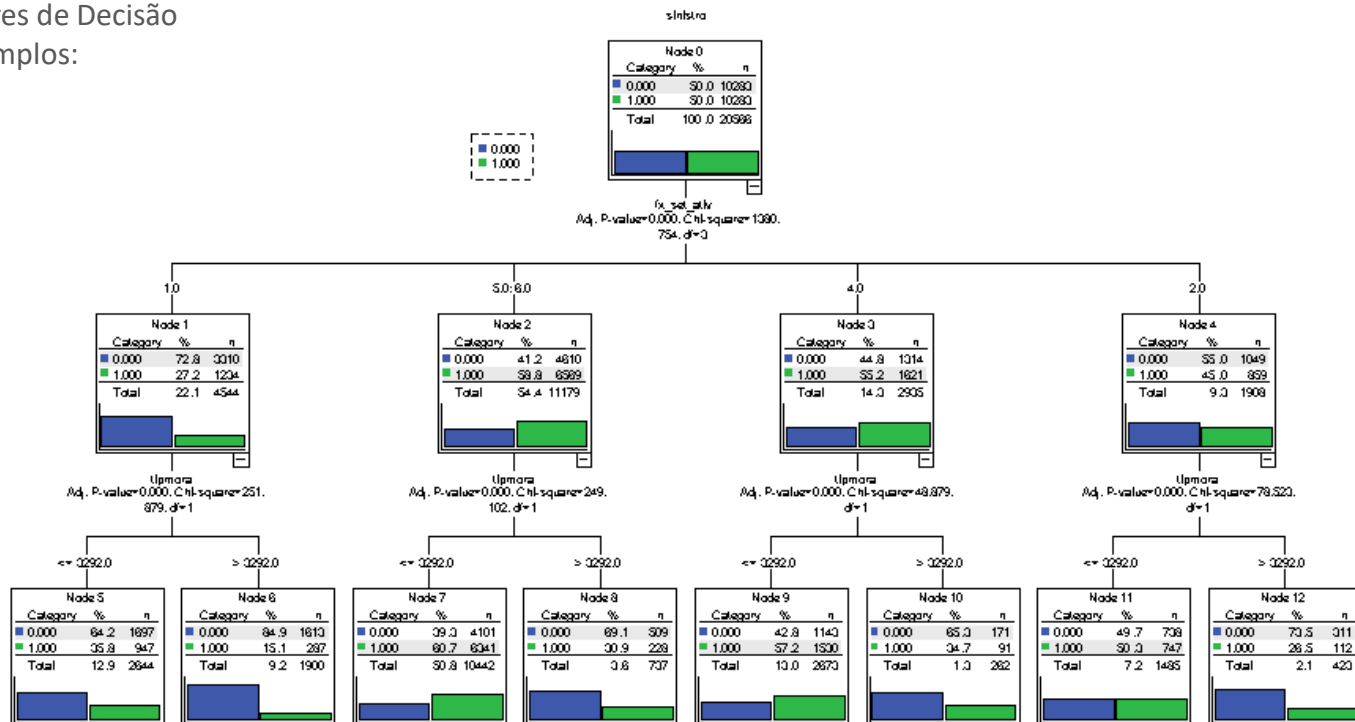 es de Decisão
mplos:
sinistro
Node 0
Category % n
0.000 50.0 10283
1.000 50.0 10283
Total 100.0 20566
0.000
1.000
Adj. P-value=0.000, Chi-square=1380.
754, df=3
1.0
5.0; 6.0
4.0
2.0
Node 1
Category % n
0.000 72.8 3310
1.000 27.2 1234
Total 22.1 4544
Node 2
Category % n
0.000 41.2 4610
1.000 58.8 6569
Total 54.4 11179
Node 3
Category % n
0.000 44.8 1314
1.000 55.2 1621
Total 14.3 2935
Node 4
Category % n
0.000 55.0 1049
1.000 45.0 859
Total 9.3 1908
Adj. P-value=0.000, Chi-square=251.
879, df=1
Adj. P-value=0.000, Chi-square=249.
102, df=1
Adj. P-value=0.000, Chi-square=48.879,
df=1
Adj. P-value=0.000, Chi-square=78.523,
df=1
<= 3292.0
> 3292.0
<= 3292.0
> 3292.0
<= 3292.0
> 3292.0
<= 3292.0
> 3292.0
Node 5
Category % n
0.000 64.2 1697
1.000 35.8 947
Total 12.9 2644
Node 6
Category % n
0.000 84.9 1613
1.000 15.1 287
Total 9.2 1900
Node 7
Category % n
0.000 39.3 4101
1.000 60.7 6341
Total 50.8 10442
Node 8
Category % n
0.000 69.1 509
1.000 30.9 228
Total 3.6 737
Node 9
Category % n
0.000 42.8 1143
1.000 57.2 1530
Total 13.0 2673
Node 10
Category % n
0.000 65.3 171
1.000 34.7 91
Total 1.3 262
Node 11
Category % n
0.000 49.7 738
1.000 50.3 747
Total 7.2 1485
Node 12
Category % n
0.000 73.5 311
1.000 26.5 112
Total 2.1 423